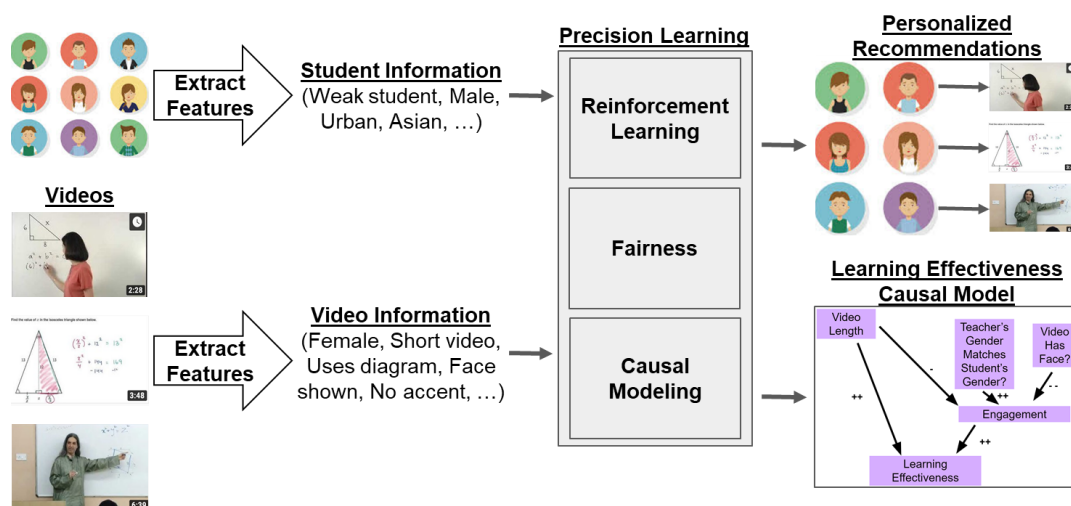 Extract
Features
Student Information
(Weak student, Male,
Urban, Asian, …)
Videos
2:28
Find the value of x in the isosceles triangle shown below.
3:48
6:39
Extract
Features
Video Information
(Female, Short video,
Uses diagram, Face
shown, No accent, …)
Precision Learning
Reinforcement
Learning
Fairness
Causal
Modeling
Personalized
Recommendations
Learning Effectiveness
Causal Model
Video
Length
Teacher's
Gender
Matches
Student's
Gender?
Video
Has
Face?
-
++
- -
++
Engagement
++
Learning
Effectiveness